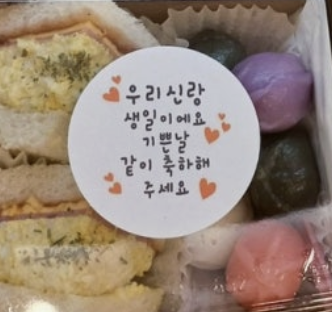 우리신랑
생일이에요
기쁜날
같이 축하해
주세요